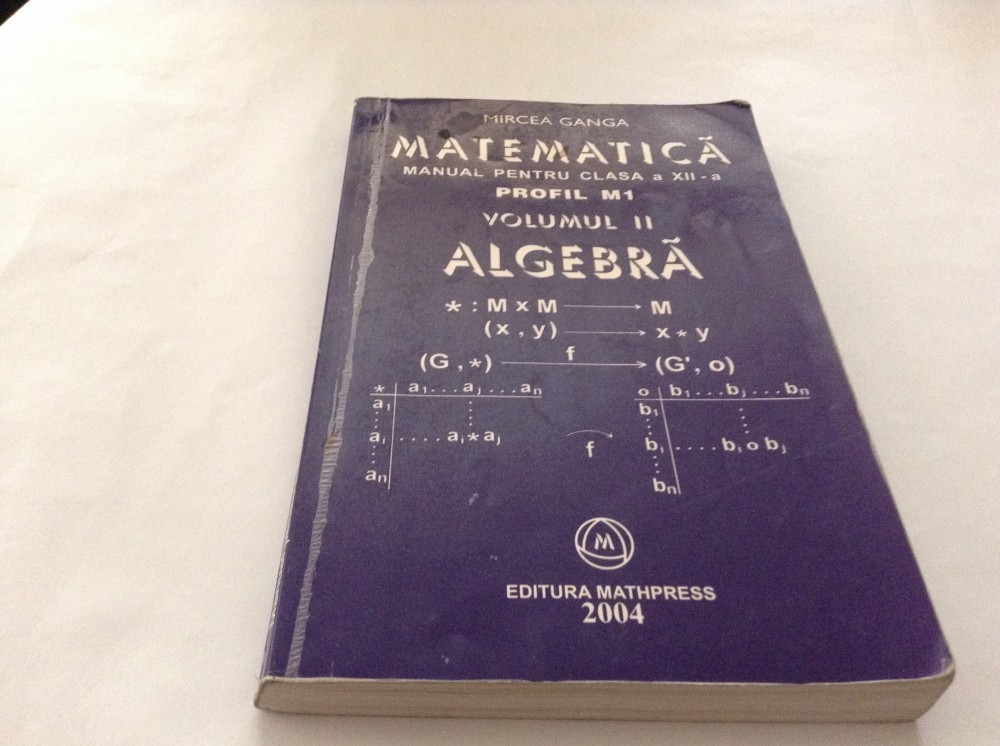 MIRCEA GANGA
MATEMATICĂ
MANUAL PENTRU CLASA a XII - a
PROFIL M1
VOLUMUL II
ALGEBRĂ
* : M x M → M
(x , y) → x * y
f
(G , *) → (G', o)
* a1 . . . aj . . . an
a1
ai . . . . ai * aj
an
f
o b1 . . . bj . . . bn
b1
bi . . . . bi o bj
bn
M
EDITURA MATHPRESS
2004